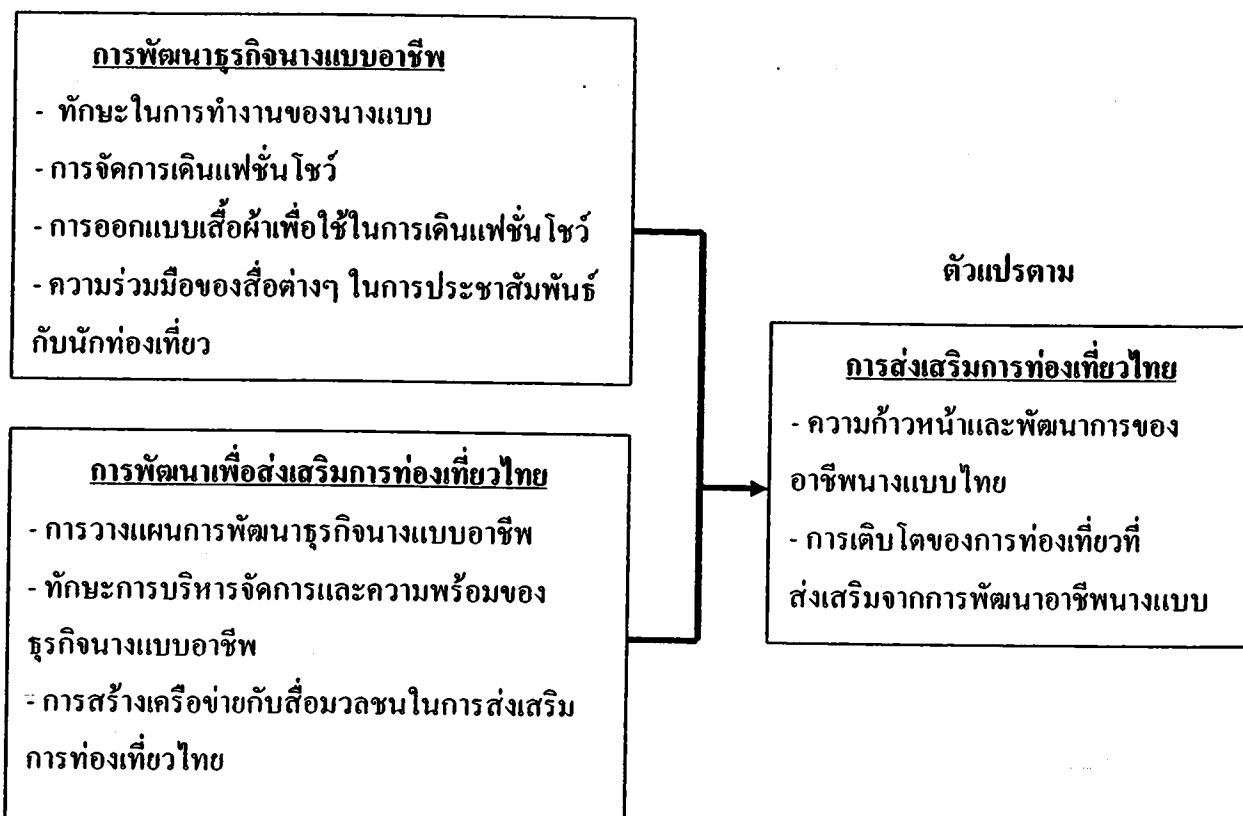 การพัฒนาธุรกิจนางแบบอาชีพ
- ทักษะในการทำงานของนางแบบ
- การจัดการเดินแฟชั่นโชว์
- การออกแบบเสื้อผ้าเพื่อใช้ในการเดินแฟชั่นโชว์
- ความร่วมมือของสื่อต่างๆ ในการประชาสัมพันธ์
กับนักท่องเที่ยว
การพัฒนาเพื่อส่งเสริมการท่องเที่ยวไทย
- การวางแผนการพัฒนาธุรกิจนางแบบอาชีพ
- ทักษะการบริหารจัดการและความพร้อมของ
ธุรกิจนางแบบอาชีพ
- การสร้างเครือข่ายกับสื่อมวลชนในการส่งเสริม
การท่องเที่ยวไทย
ตัวแปรตาม
การส่งเสริมการท่องเที่ยวไทย
- ความก้าวหน้าและพัฒนาการของ
อาชีพนางแบบไทย
- การเติบโตของการท่องเที่ยวที่
ส่งเสริมจากการพัฒนาอาชีพนางแบบ